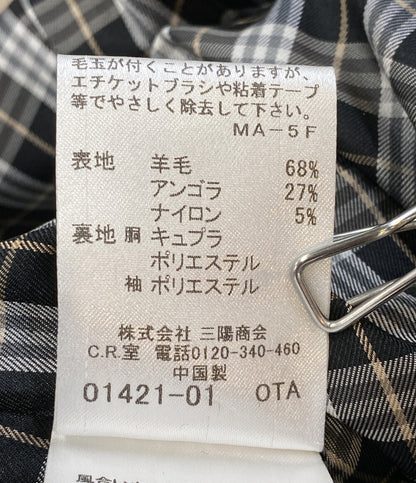 毛玉が付くことがありますが、
エチケットブラシや粘着テープ
等でやさしく除去して下さい。
MA-5F
表地 羊毛 68%
アンゴラ 27%
ナイロン 5%
裏地 胴 キュプラ
ポリエステル
袖 ポリエステル
株式会社 三陽商会
C.R.室 電話0120-340-460
中国製
01421-01 OTA